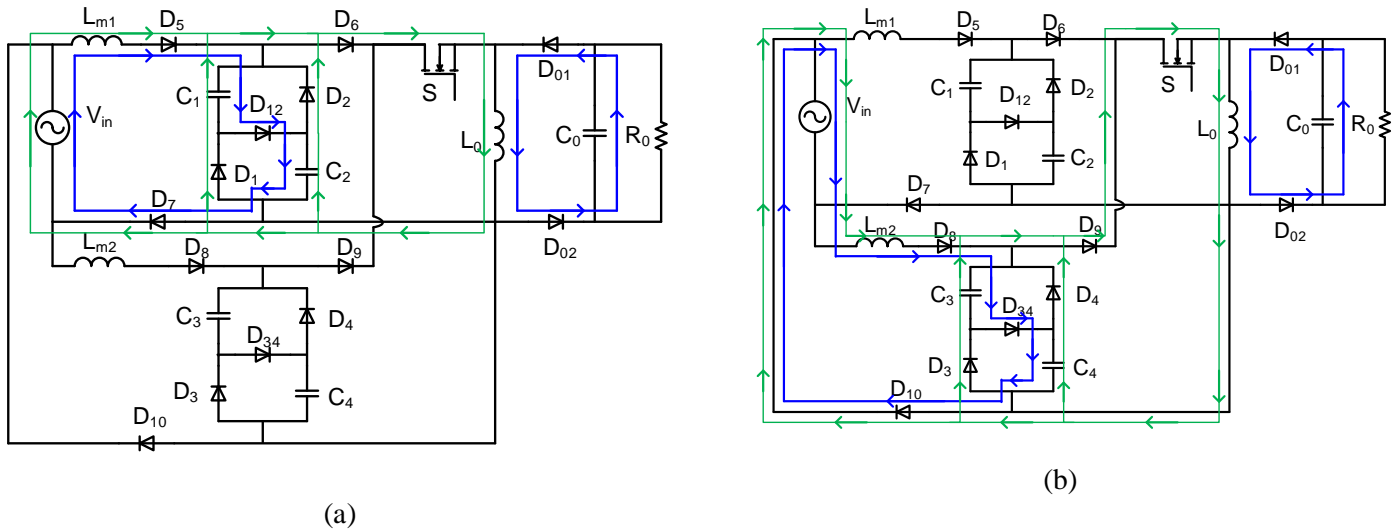 Lm1 D5 D6
D01
S
C1 D12 D2
Vin
L0 C0 R0
D1 C2
D7
D02
Lm2 D8 D9
C3 D4
D34
D3 C4
D10
(a)
Lm1 D5 D6
D01
S
C1 D12 D2
Vin
L0 C0 R0
D1 C2
D7
D02
Lm2 D8 D9
C3 D4
D34
D3 C4
D10
(b)